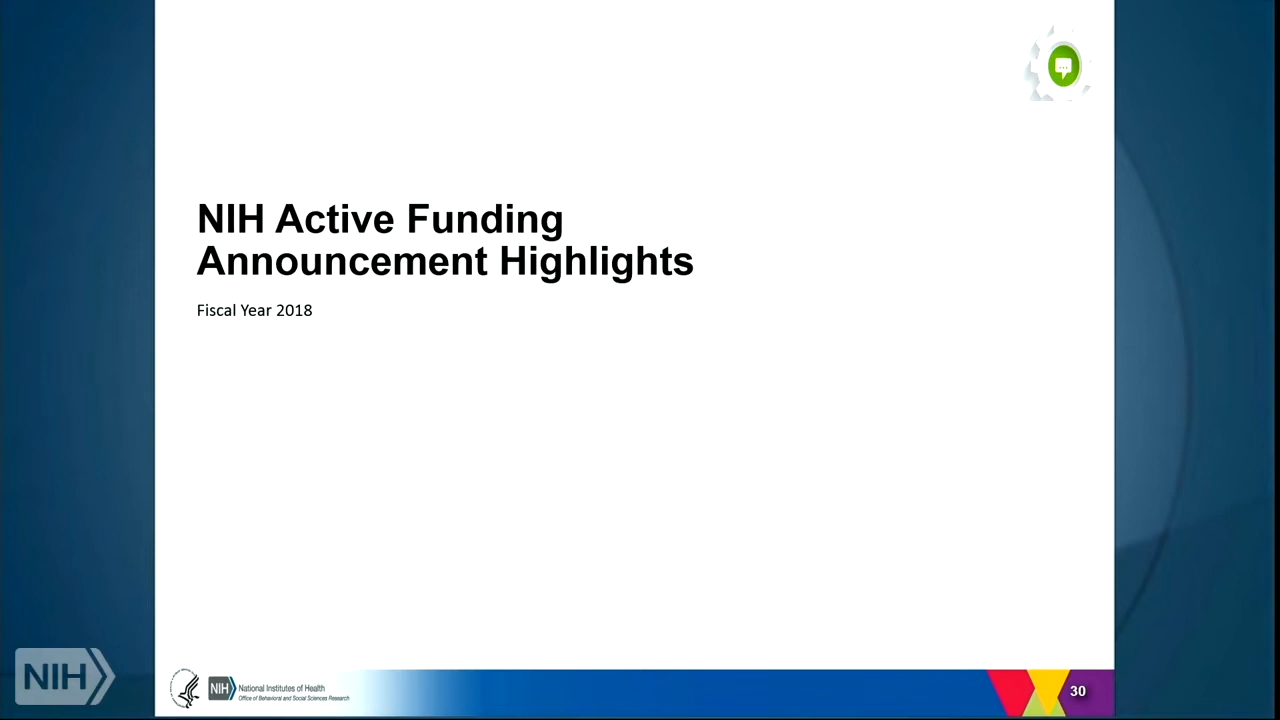 NIH Active Funding
Announcement Highlights
Fiscal Year 2018
NIH
NIH
National Institutes of Health
Office of Behavioral and Social Sciences Research
30